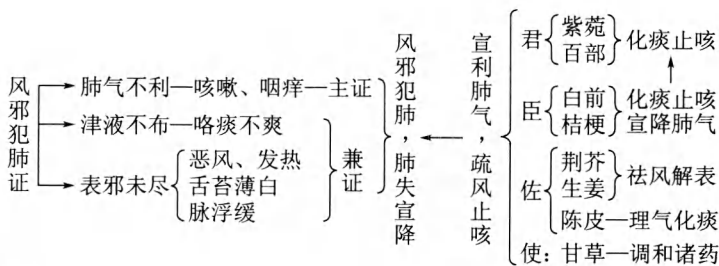 风邪犯肺证
肺气不利—咳嗽、咽痒—主证
津液不布—咯痰不爽
表邪未尽
恶风、发热
舌苔薄白
脉浮缓
兼证
风邪犯肺，肺失宣降
宣利肺气，疏风止咳
君
紫菀
百部
化痰止咳
臣
白前
桔梗
化痰止咳
宣降肺气
佐
荆芥
生姜
祛风解表
陈皮—理气化痰
使：甘草—调和诸药